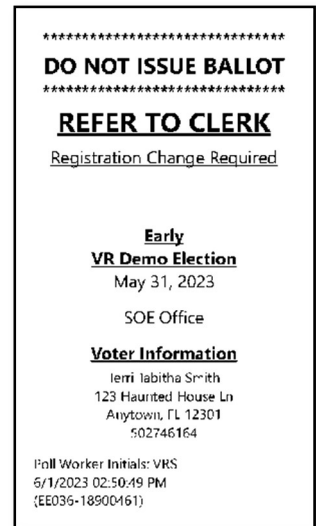 ******************************
DO NOT ISSUE BALLOT
******************************
REFER TO CLERK
Registration Change Required
Early
VR Demo Election
May 31, 2023
SOE Office
Voter Information
Terri Tabitha Smith
123 Haunted House Ln
Anytown, FL 12301
502746164
Poll Worker Initials: VRS
6/1/2023 02:50:49 PM
(EE036-18900461)